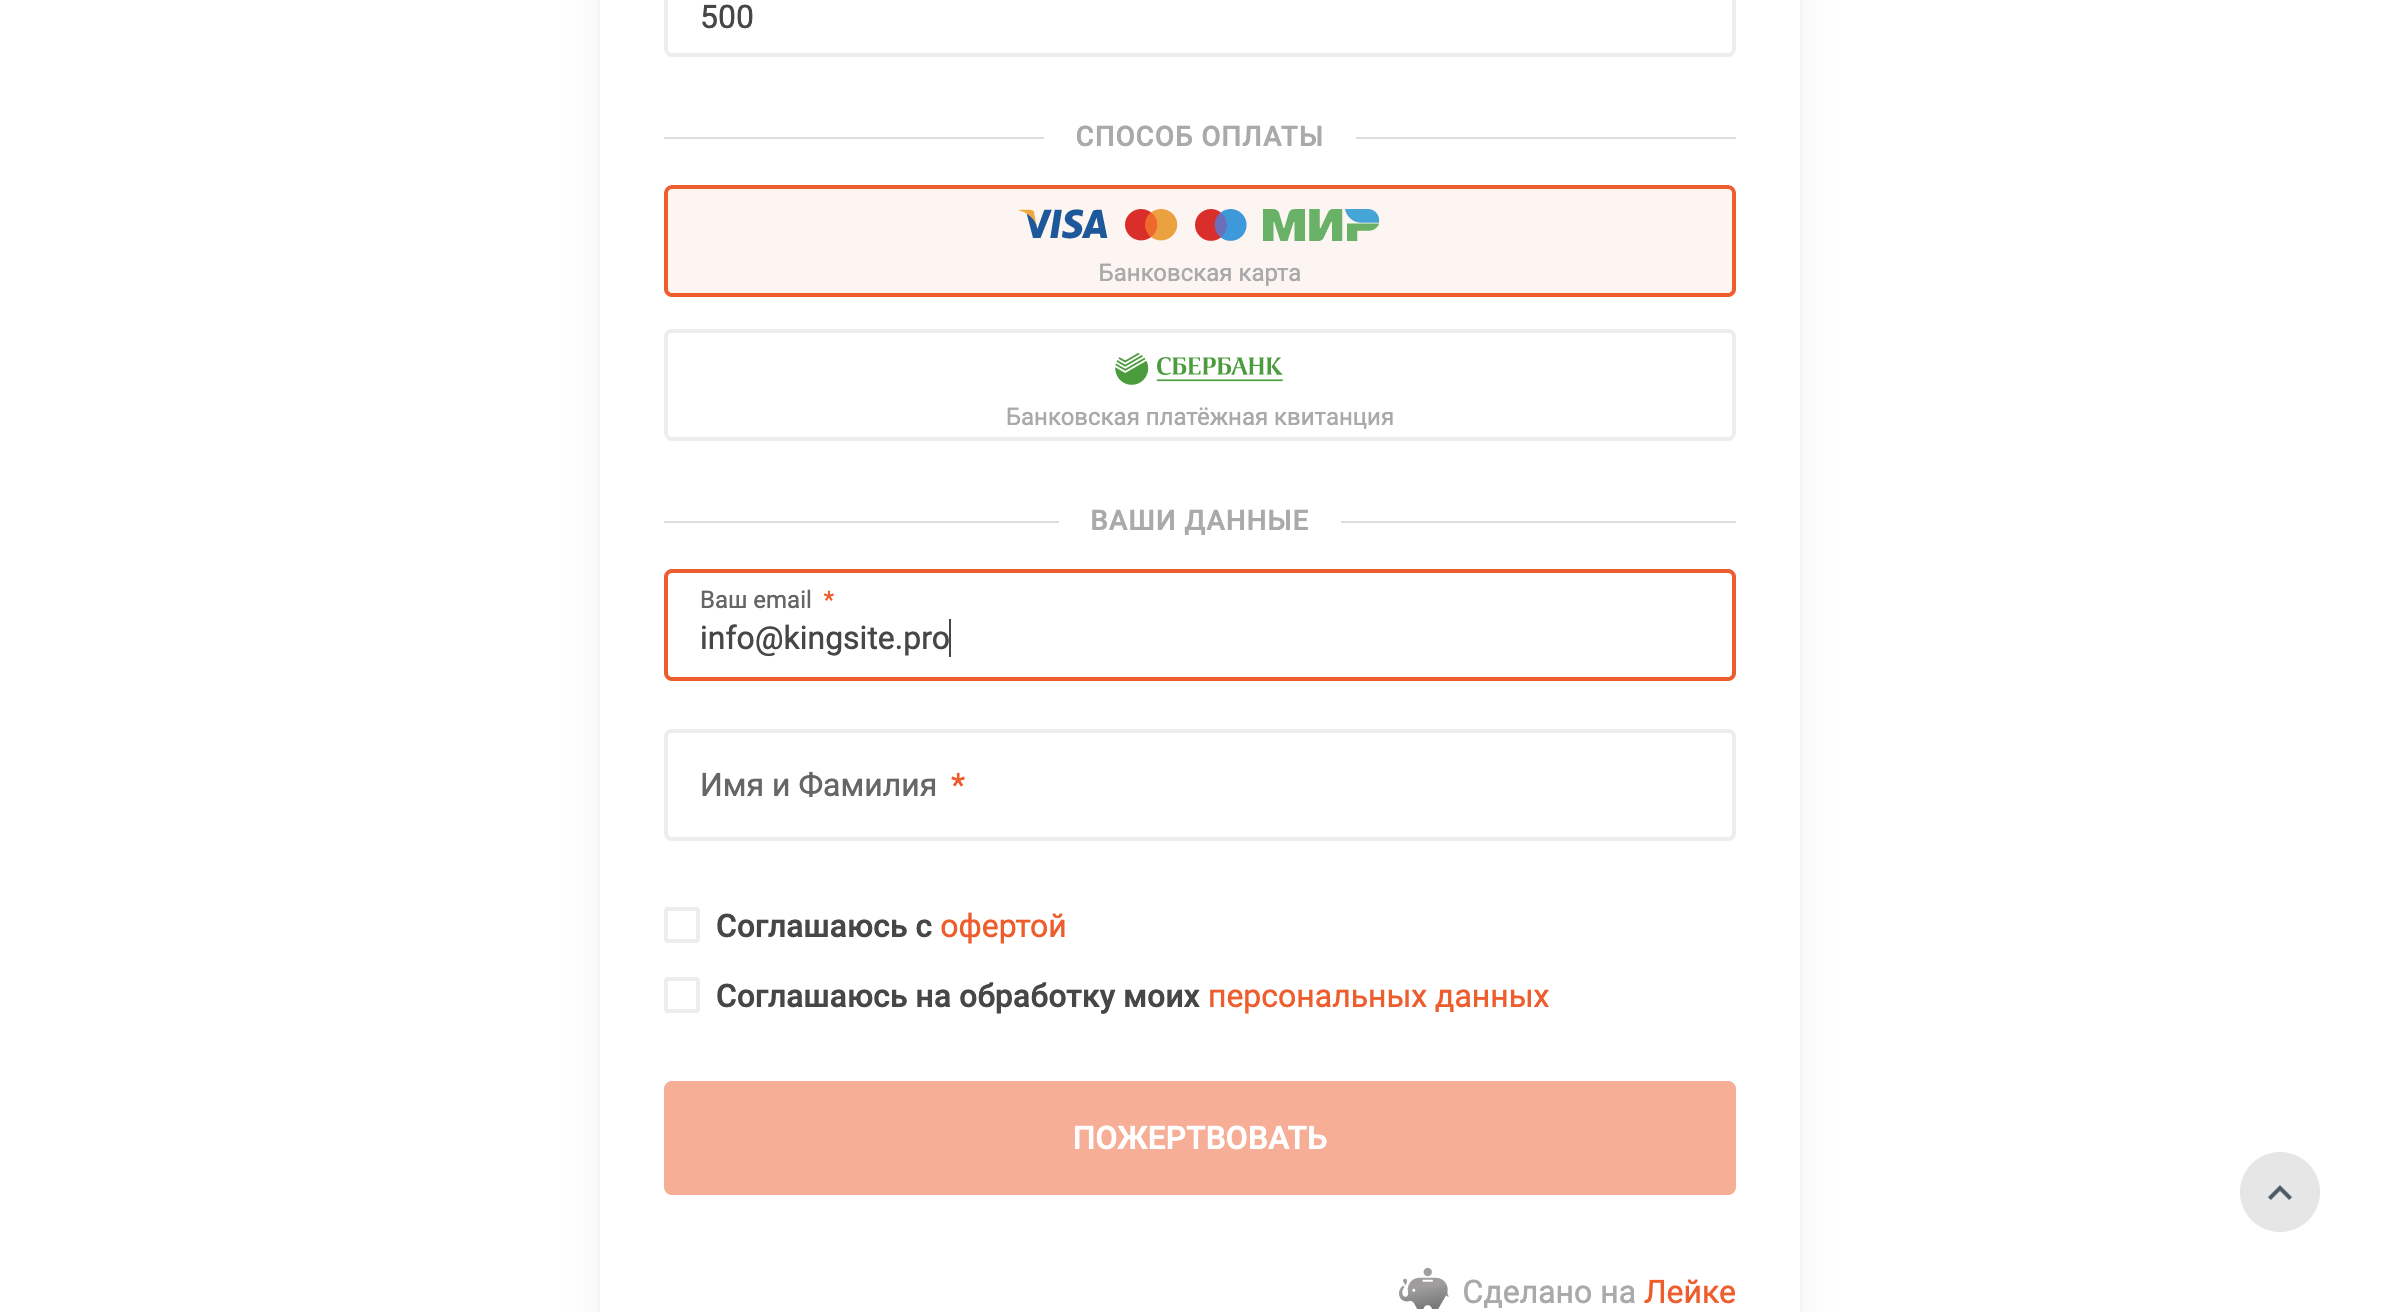 500
СПОСОБ ОПЛАТЫ
VISA МИР
Банковская карта
СБЕРБАНК
Банковская платёжная квитанция
ВАШИ ДАННЫЕ
Ваш email *
info@kingsite.pro
Имя и Фамилия *
Соглашаюсь с офертой
Соглашаюсь на обработку моих персональных данных
ПОЖЕРТВОВАТЬ
Сделано на Лейке